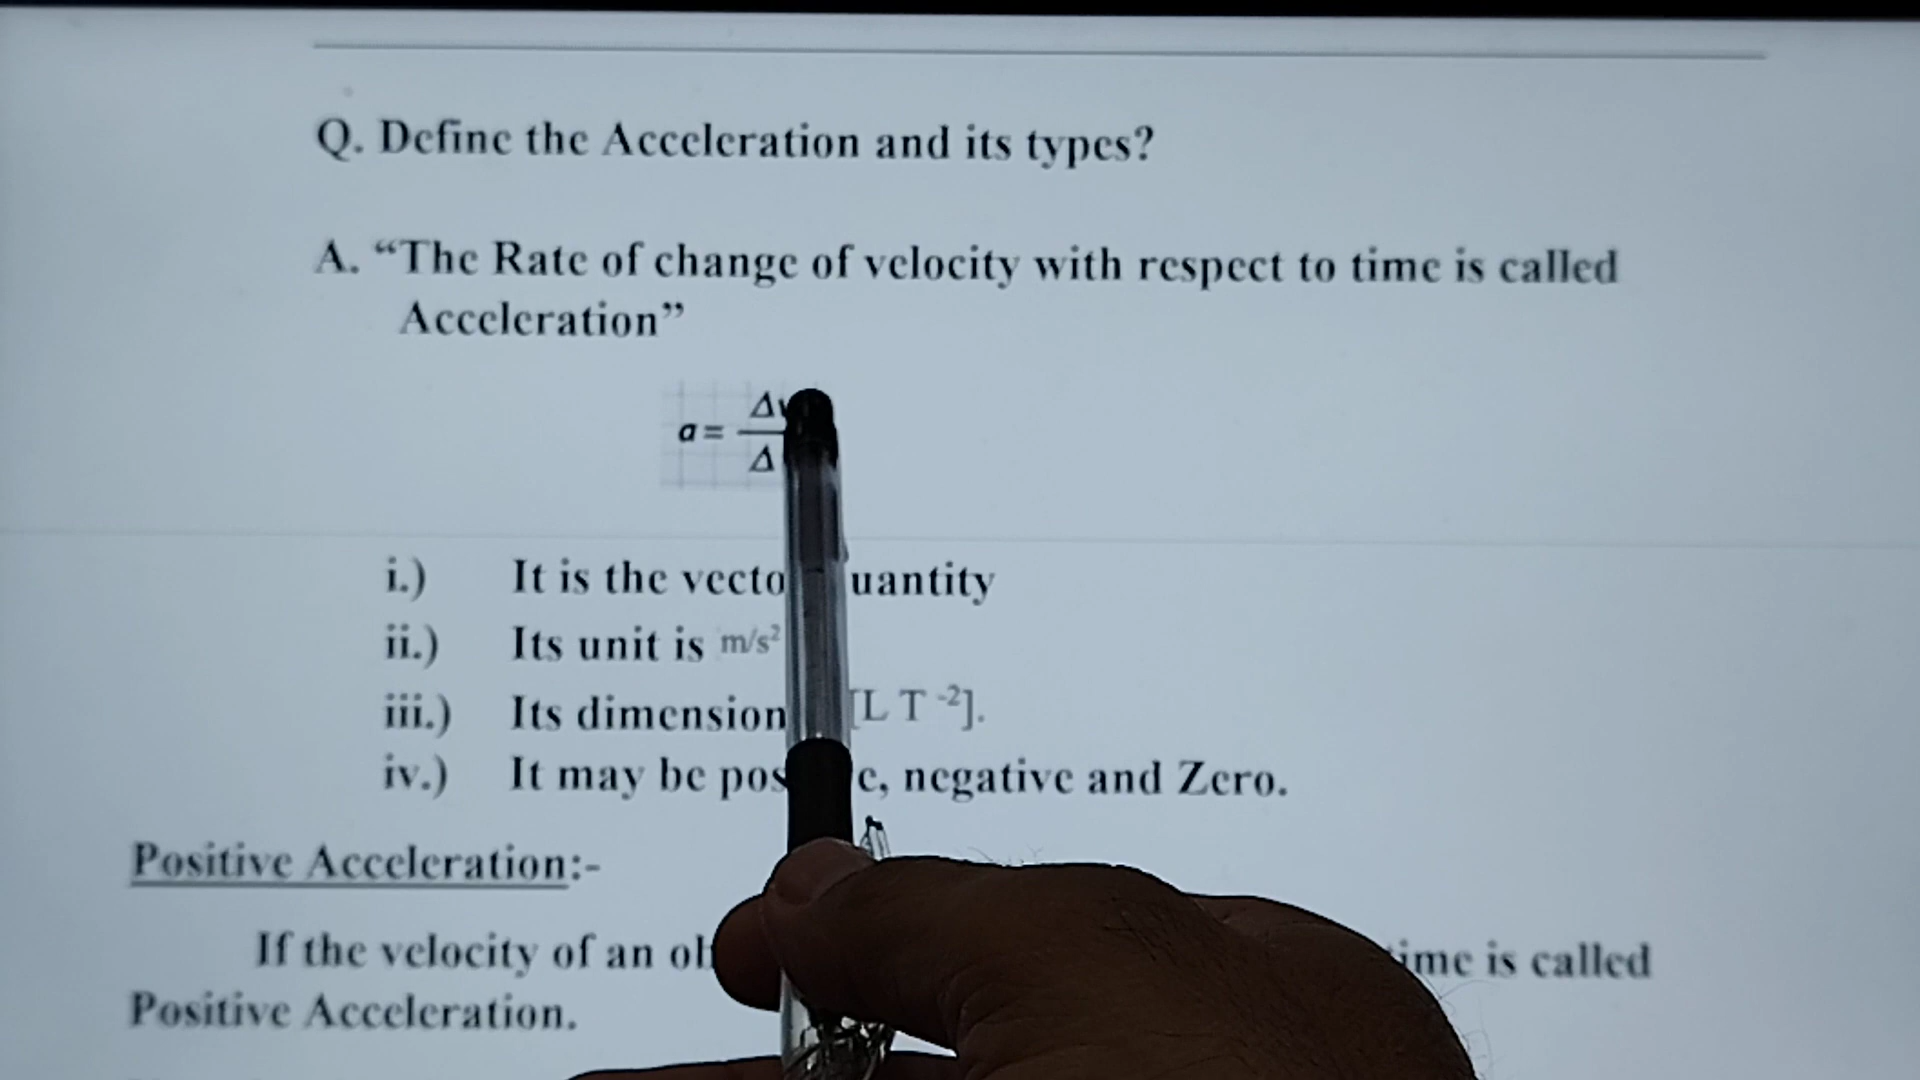 Q. Define the Acceleration and its types?
A. “The Rate of change of velocity with respect to time is called
Acceleration”
a = Δv
Δ
i.) It is the vecto uantity
ii.) Its unit is m/s²
iii.) Its dimension [L T ⁻²].
iv.) It may be pos e, negative and Zero.
Positive Acceleration:-
If the velocity of an ime is called
Positive Acceleration.